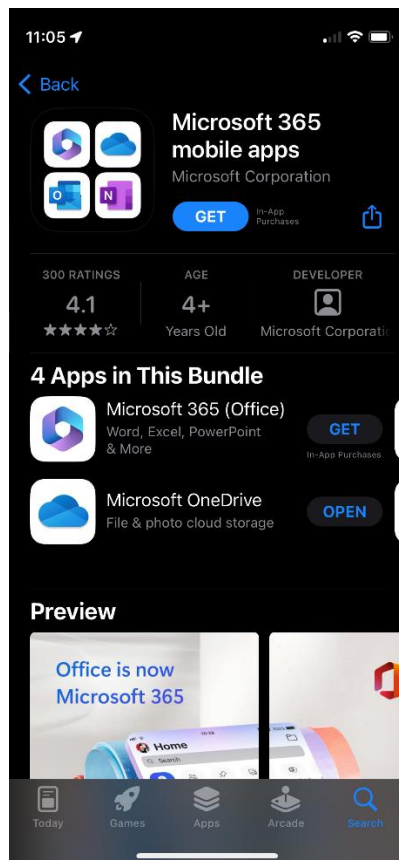 11:05
Back
Microsoft 365
mobile apps
Microsoft Corporation
GET
In-App
Purchases
300 RATINGS
4.1
AGE
4+
Years Old
DEVELOPER
Microsoft Corporati
4 Apps in This Bundle
Microsoft 365 (Office)
Word, Excel, PowerPoint
& More
GET
In-App Purchases
Microsoft OneDrive
File & photo cloud storage
OPEN
Preview
Office is now
Microsoft 365
Home
Search
Today
Games
Apps
Arcade
Search